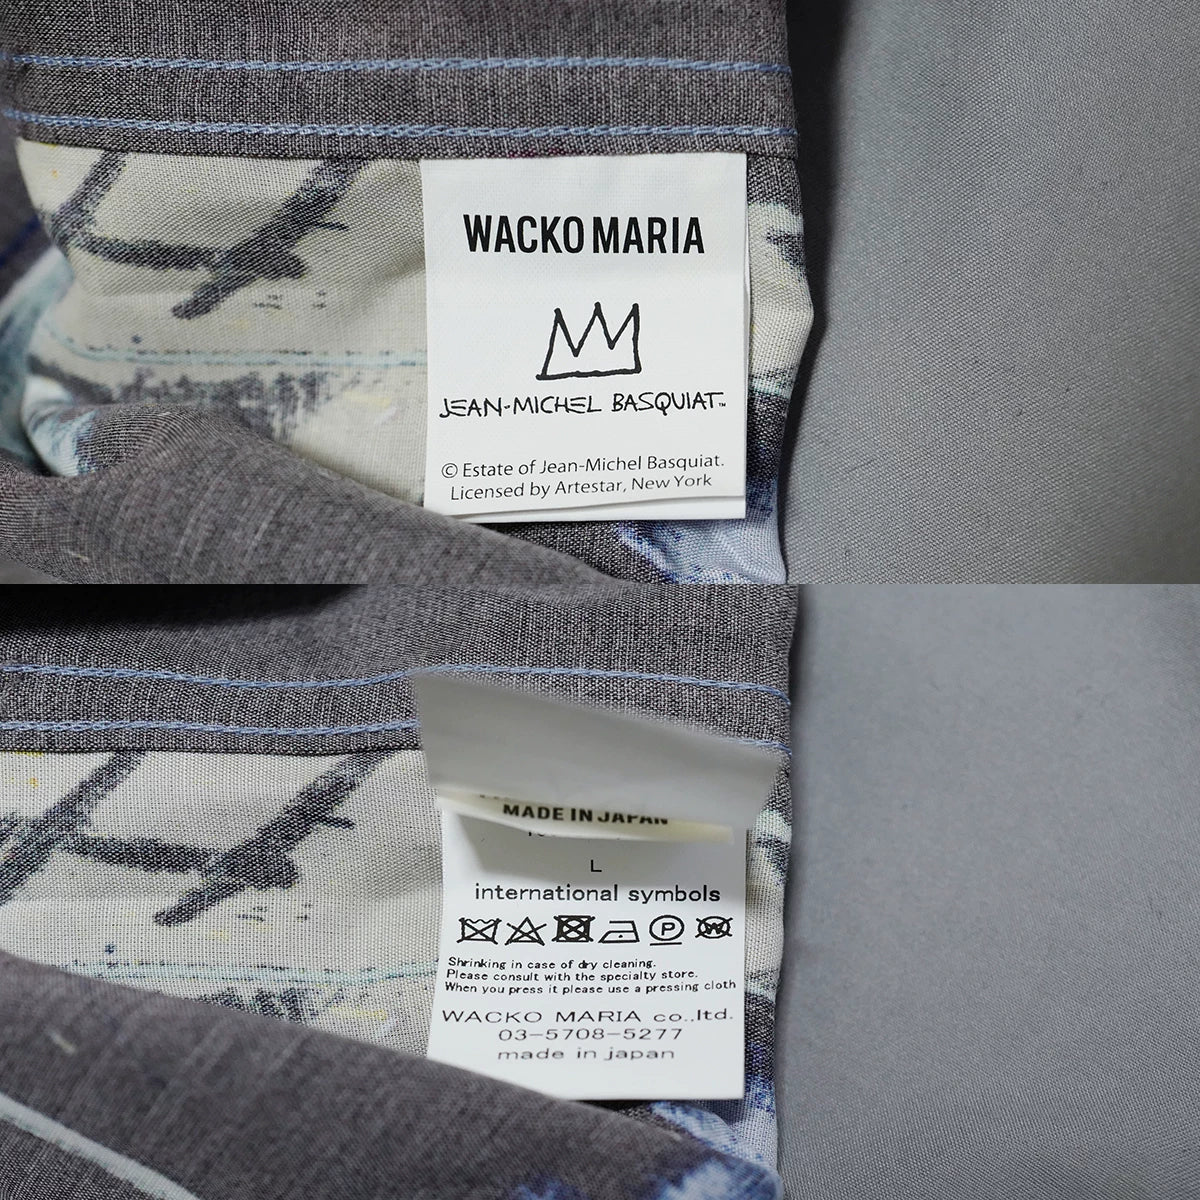 WACKO MARIA
JEAN-MICHEL BASQUIAT™
© Estate of Jean-Michel Basquiat.
Licensed by Artestar, New York
MADE IN JAPAN
L
international symbols
P
W
Shrinking in case of dry cleaning.
Please consult with the specialty store.
When you press it please use a pressing cloth
WACKO MARIA co.,ltd.
03-5708-5277
made in japan